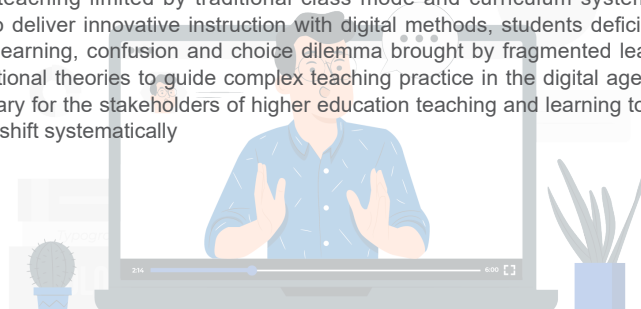 teaching limited by traditional class mode and curriculum system
o deliver innovative instruction with digital methods, students defici
earning, confusion and choice dilemma brought by fragmented lea
tional theories to guide complex teaching practice in the digital age
ary for the stakeholders of higher education teaching and learning to
shift systematically
2:14 6:00